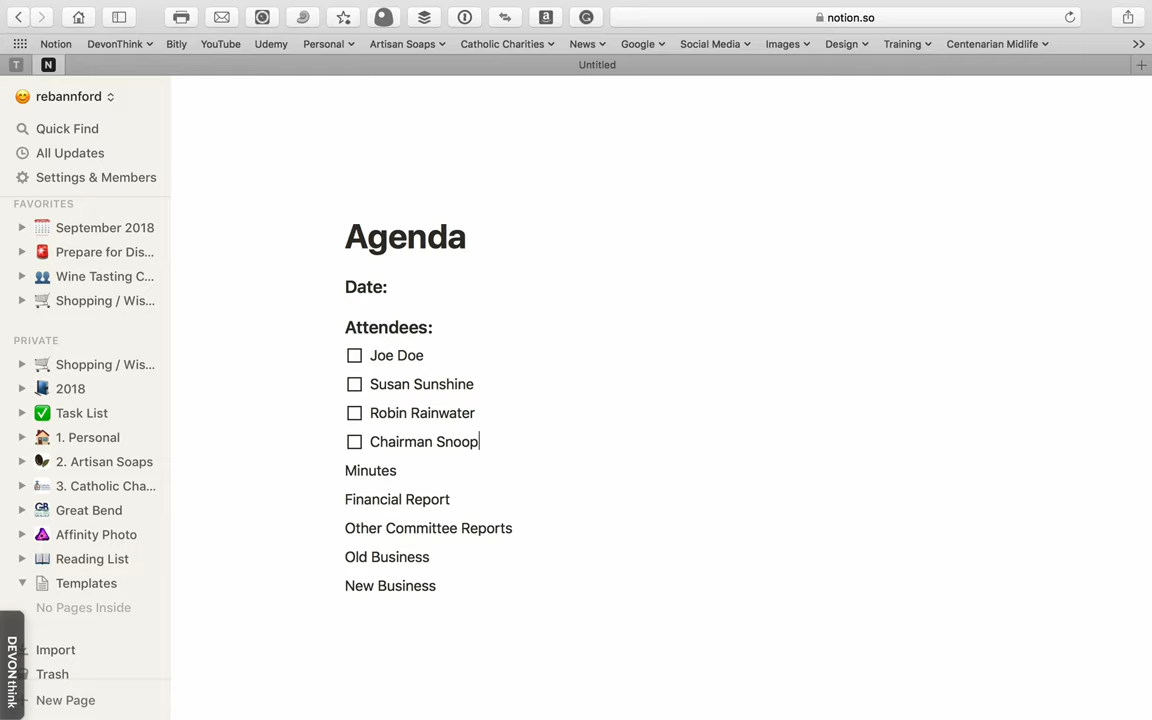 notion.so
Notion DevonThink Bitly YouTube Udemy Personal Artisan Soaps Catholic Charities News Google Social Media Images Design Training Centenarian Midlife >>
T N Untitled +
rebannford
Quick Find
All Updates
Settings & Members
FAVORITES
September 2018
Prepare for Dis...
Wine Tasting C...
Shopping / Wis...
PRIVATE
Shopping / Wis...
2018
Task List
1. Personal
2. Artisan Soaps
3. Catholic Cha...
GB Great Bend
Affinity Photo
Reading List
Templates
No Pages Inside
Import
Trash
New Page
DEVONthink
Agenda
Date:
Attendees:
Joe Doe
Susan Sunshine
Robin Rainwater
Chairman Snoop
Minutes
Financial Report
Other Committee Reports
Old Business
New Business